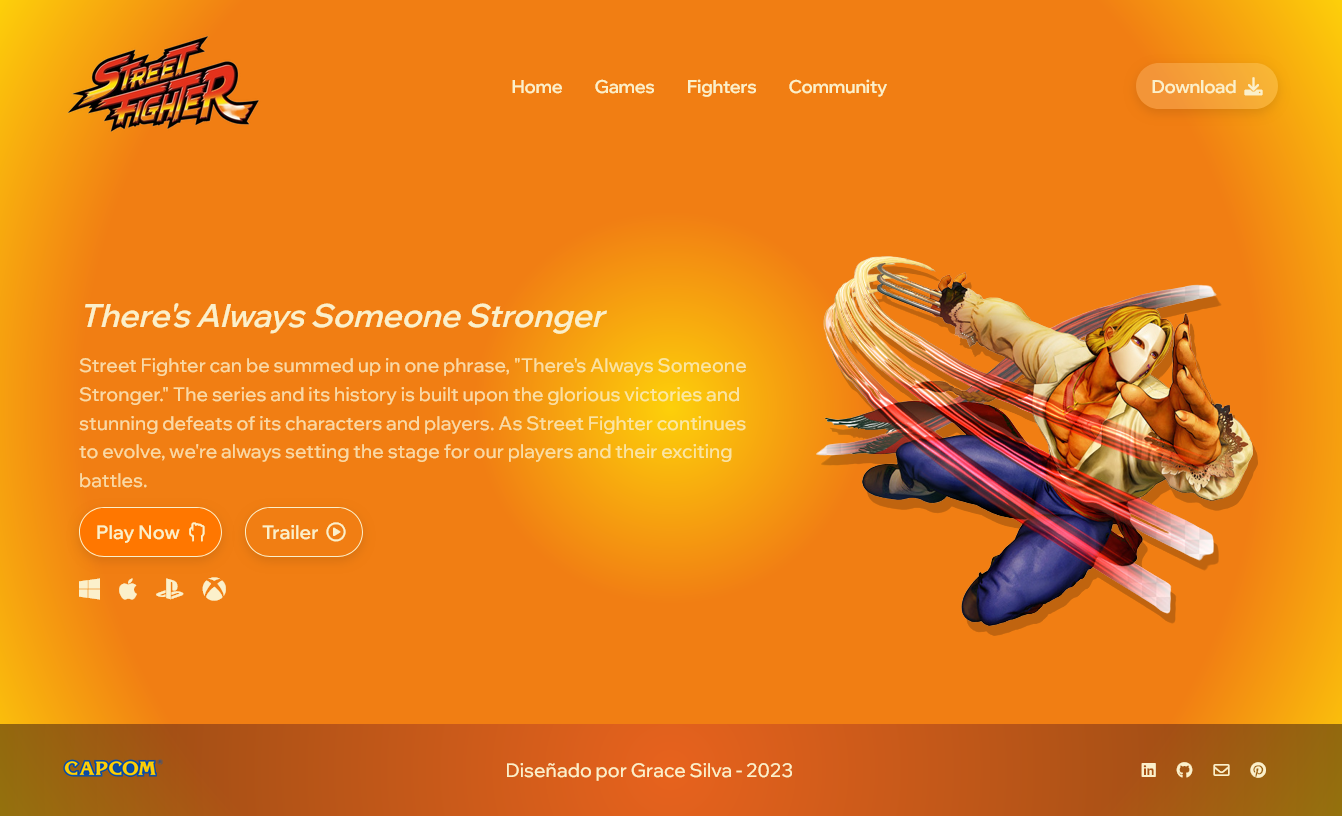 STREET
FIGHTER
Home Games Fighters Community
Download
There's Always Someone Stronger
Street Fighter can be summed up in one phrase, "There's Always Someone
Stronger." The series and its history is built upon the glorious victories and
stunning defeats of its characters and players. As Street Fighter continues
to evolve, we're always setting the stage for our players and their exciting
battles.
Play Now Trailer
CAPCOM
Diseñado por Grace Silva - 2023